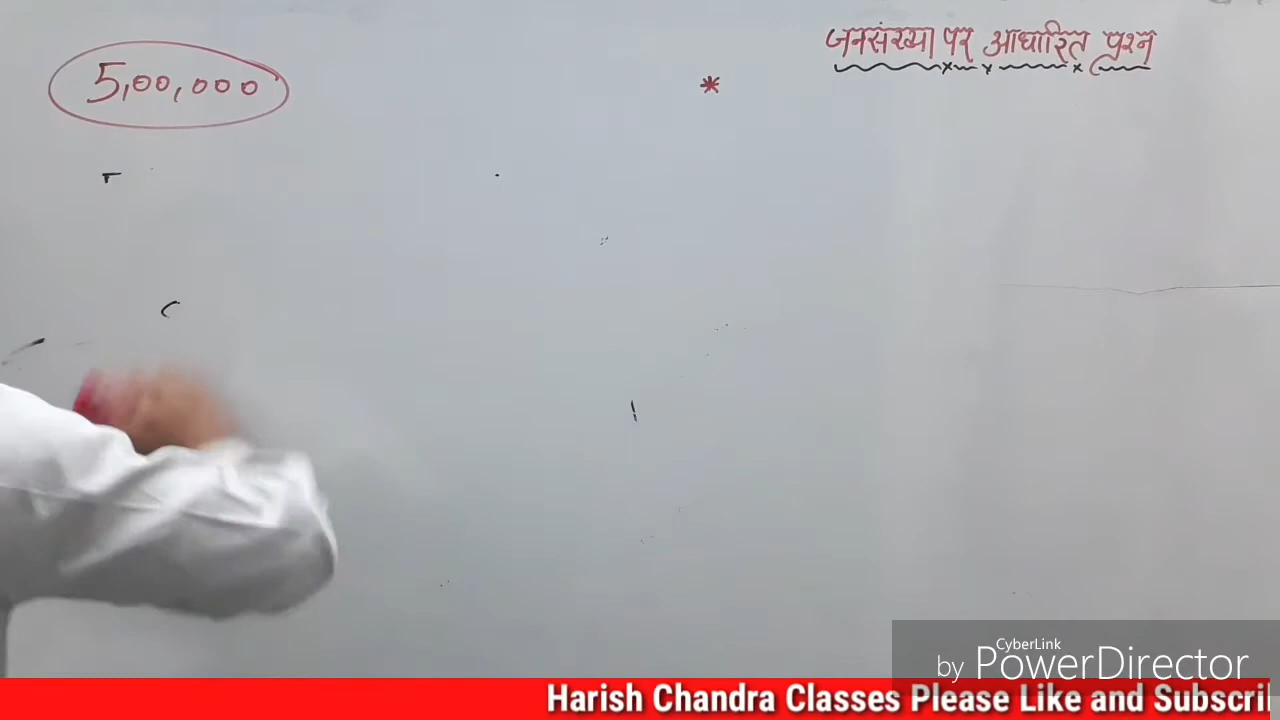 जनसंख्या पर आधारित प्रश्न
5,00,000
*
CyberLink
by PowerDirector
Harish Chandra Classes Please Like and Subscri